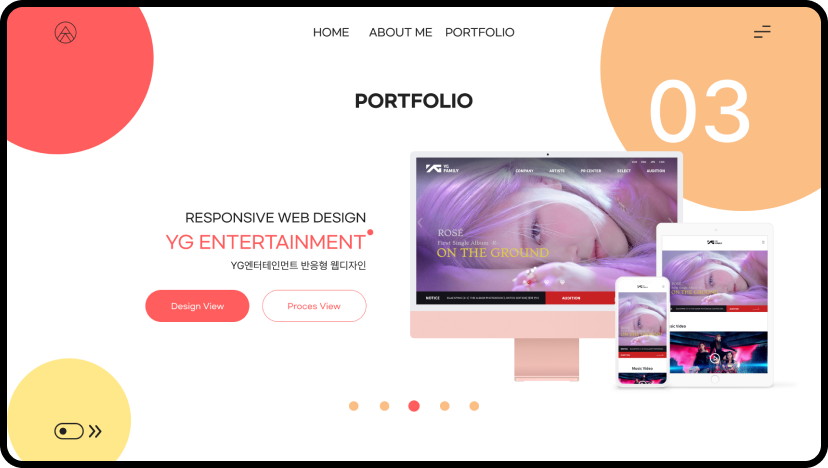 HOME ABOUT ME PORTFOLIO
PORTFOLIO
03
RESPONSIVE WEB DESIGN
YG ENTERTAINMENT
YG엔터테인먼트 반응형 웹디자인
Design View
Proces View
YG
FAMILY
COMPANY ARTISTS PR CENTER SELECT AUDITION
ROSÉ
First Single Album
ON THE GROUND
NOTICE
AUDITION
Music Video